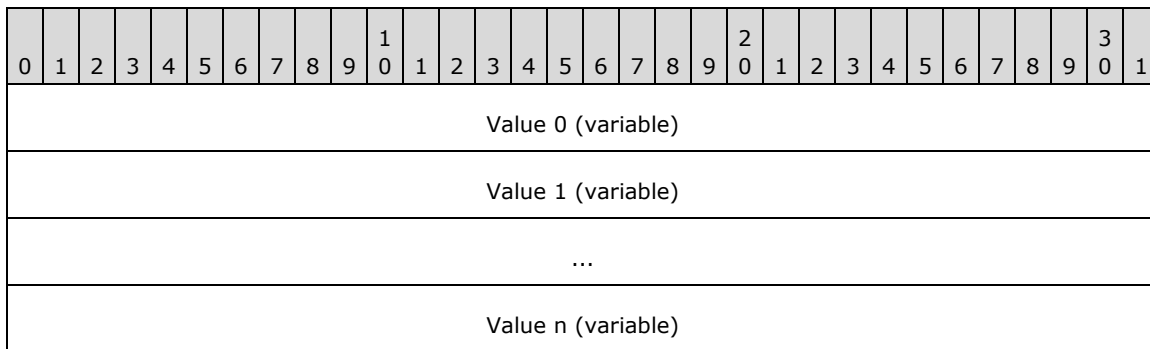 1 2 3
0 1 2 3 4 5 6 7 8 9 0 1 2 3 4 5 6 7 8 9 0 1 2 3 4 5 6 7 8 9 0 1
Value 0 (variable)
Value 1 (variable)
...
Value n (variable)